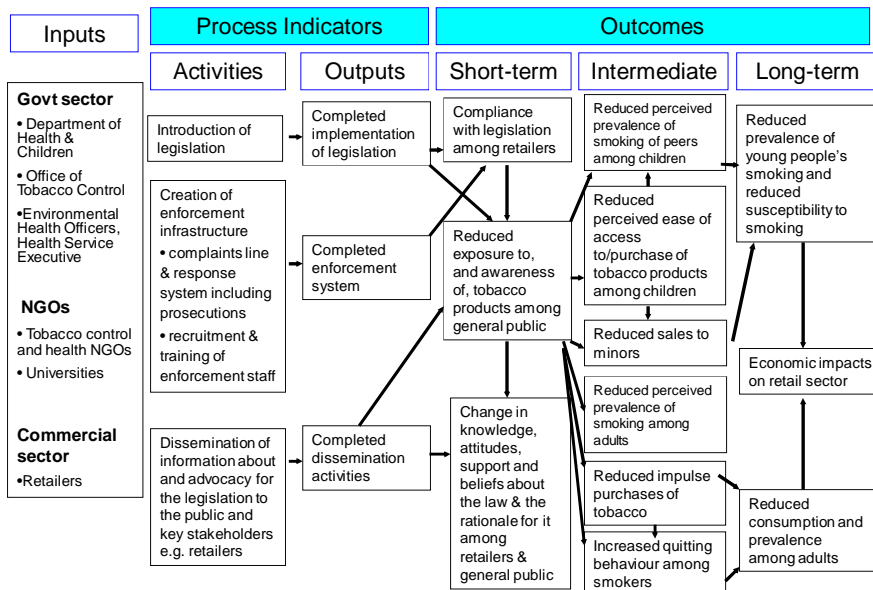 Inputs
Process Indicators
Outcomes
Activities
Outputs
Short-term
Intermediate
Long-term
Govt sector
• Department of
Health &
Children
• Office of
Tobacco Control
•Environmental
Health Officers,
Health Service
Executive
NGOs
• Tobacco control
and health NGOs
• Universities
Commercial
sector
• Retailers
Introduction of
legislation
Creation of
enforcement
infrastructure
• complaints line
& response
system including
prosecutions
• recruitment &
training of
enforcement staff
Dissemination of
information about
and advocacy for
the legislation to
the public and
key stakeholders
e.g. retailers
Completed
implementation
of legislation
Completed
enforcement
system
Completed
dissemination
activities
Compliance
with legislation
among retailers
Reduced
exposure to,
and awareness
of, tobacco
products among
general public
Change in
knowledge,
attitudes,
support and
beliefs about
the law & the
rationale for it
among
retailers &
general public
Reduced perceived
prevalence of
smoking of peers
among children
Reduced
perceived ease of
access
to/purchase of
tobacco products
among children
Reduced sales to
minors
Reduced perceived
prevalence of
smoking among
adults
Reduced impulse
purchases of
tobacco
Increased quitting
behaviour among
smokers
Reduced
prevalence of
young people's
smoking and
reduced
susceptibility to
smoking
Economic impacts
on retail sector
Reduced
consumption and
prevalence
among adults